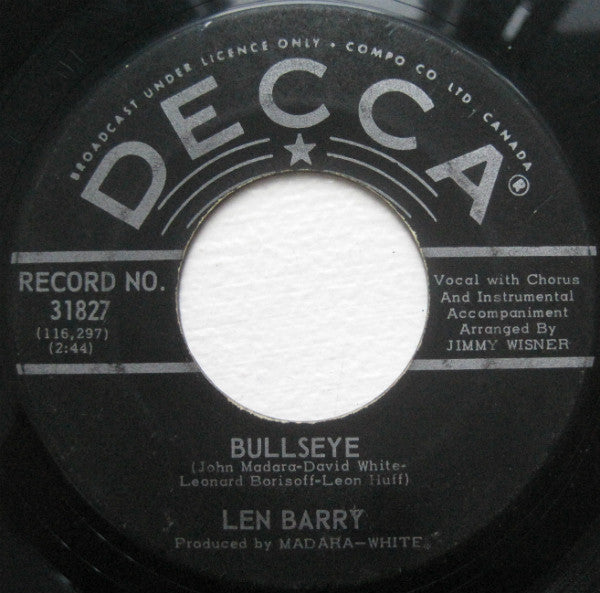 BROADCAST UNDER LICENCE ONLY • COMPO CO LTD, CANADA
DECCA®
RECORD NO.
31827
(116,297)
(2:44)
Vocal with Chorus
And Instrumental
Accompaniment
Arranged By
JIMMY WISNER
BULLSEYE
(John Madara-David White-
Leonard Borisoff-Leon Huff)
LEN BARRY
Produced by MADARA—WHITE